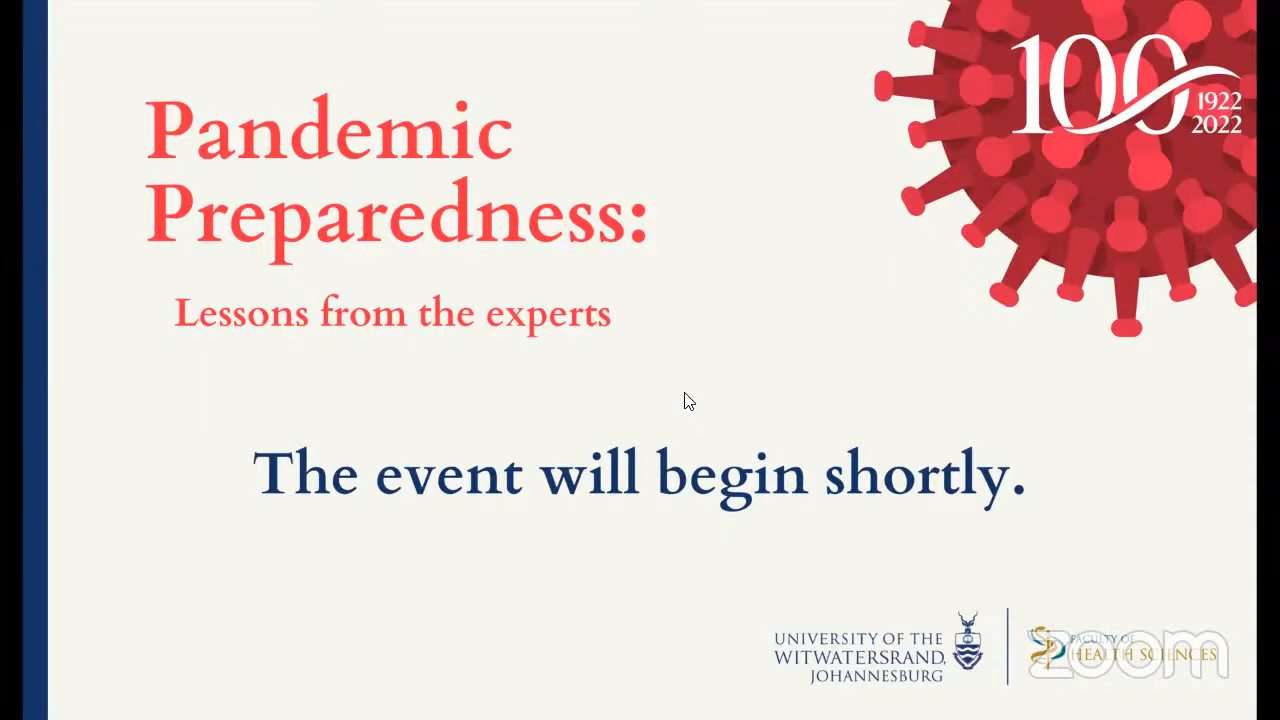 100
1922
2022
Pandemic
Preparedness:
Lessons from the experts
The event will begin shortly.
UNIVERSITY OF THE
WITWATERSRAND,
JOHANNESBURG
FACULTY OF
HEALTH SCIENCES
zoom